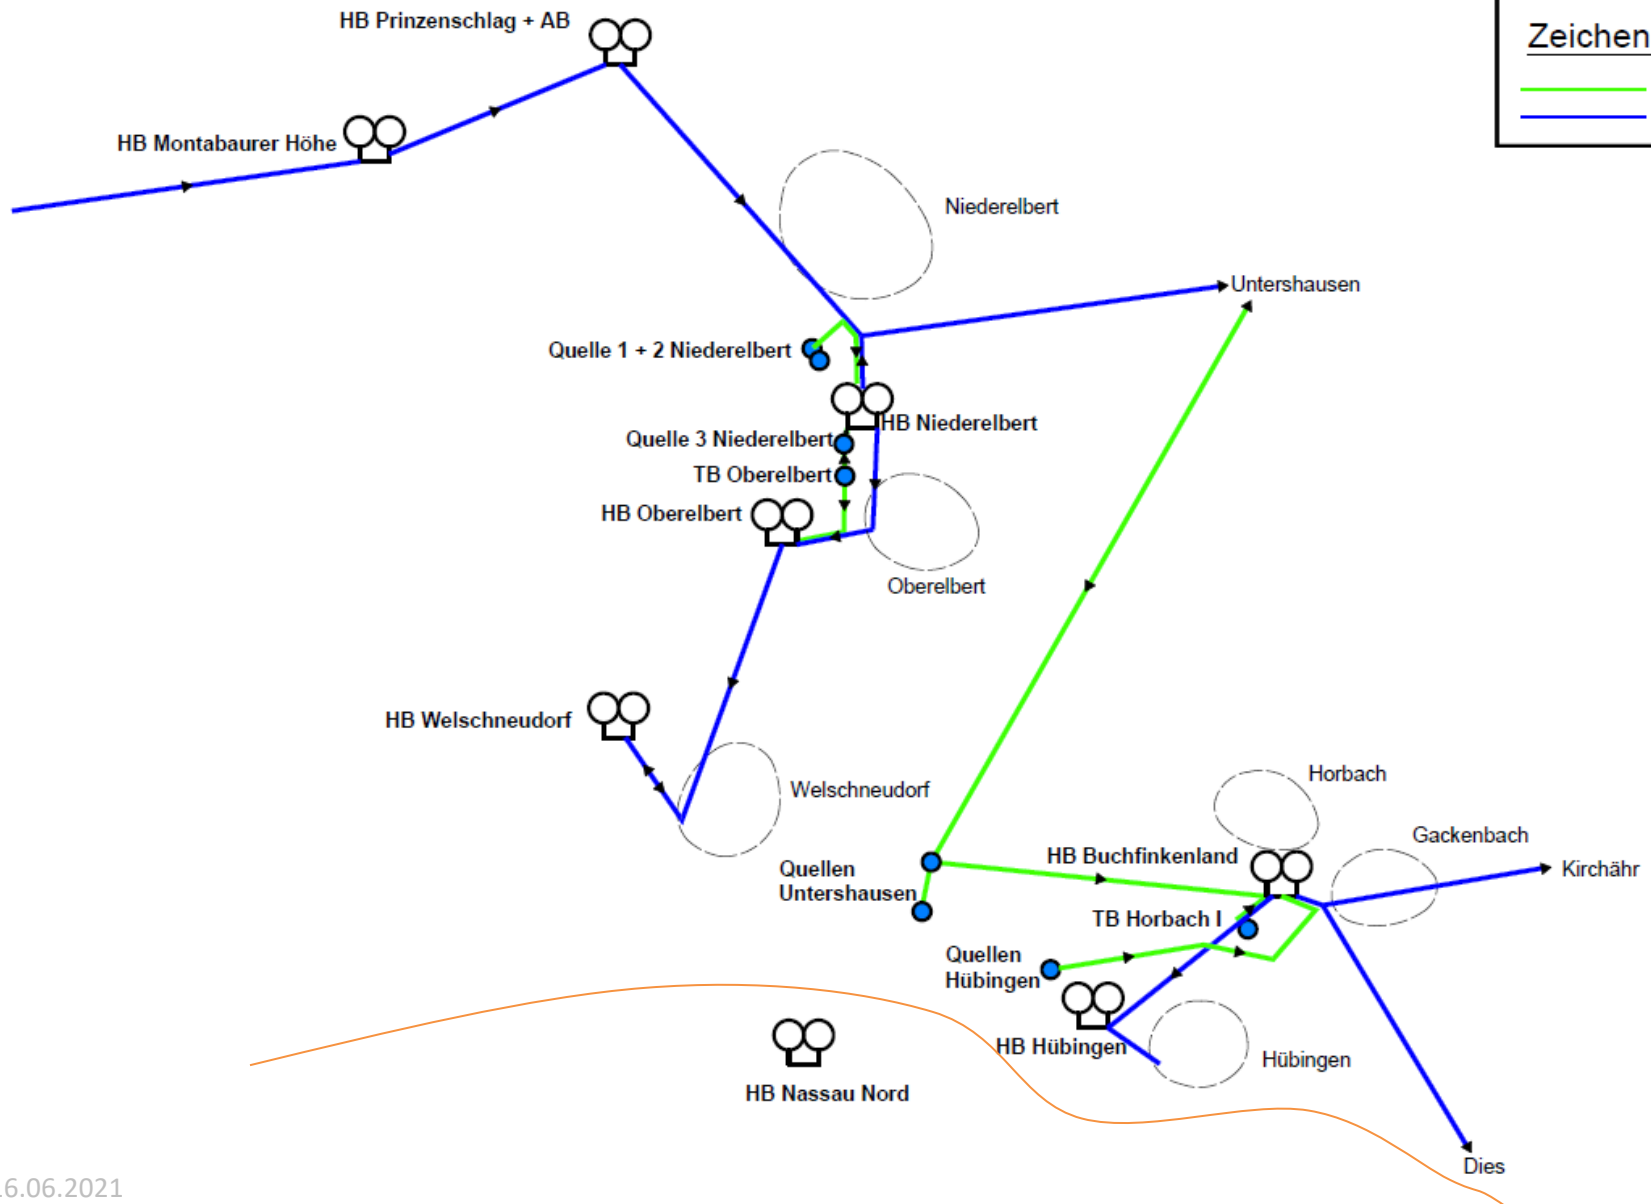 HB Prinzenschlag + AB
Zeichen
HB Montabaurer Höhe
Niederelbert
Untershausen
Quelle 1 + 2 Niederelbert
HB Niederelbert
Quelle 3 Niederelbert
TB Oberelbert
HB Oberelbert
Oberelbert
HB Welschneudorf
Welschneudorf
Horbach
Gackenbach
HB Buchfinkenland
Kirchähr
Quellen
Untershausen
TB Horbach I
Quellen
Hübingen
HB Hübingen
Hübingen
HB Nassau Nord
Dies
16.06.2021